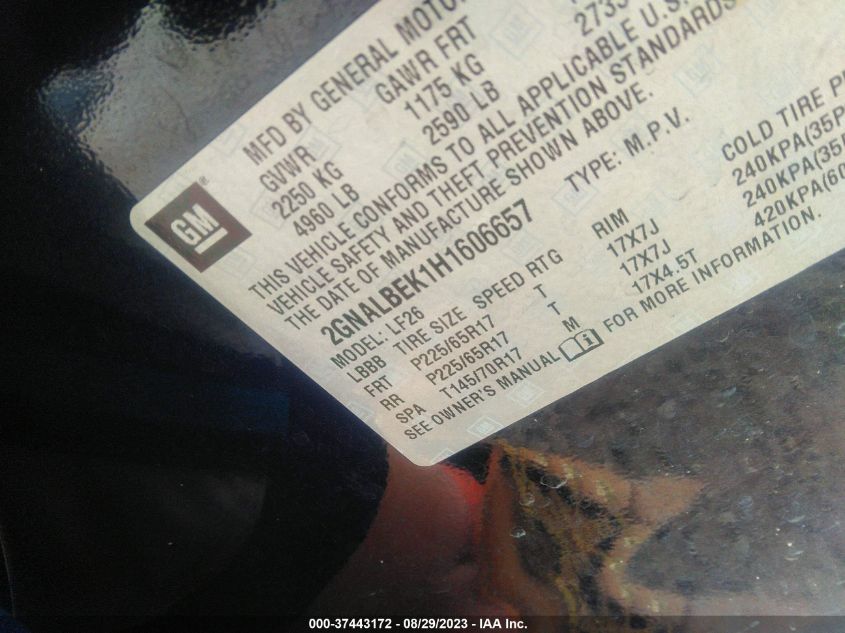 MFD BY GENERAL MOTOR
GVWR GAWR FRT
2250 KG 1175 KG
4960 LB 2590 LB
THIS VEHICLE CONFORMS TO ALL APPLICABLE U.S.
VEHICLE SAFETY AND THEFT PREVENTION STANDARDS
THE DATE OF MANUFACTURE SHOWN ABOVE.
GM®
2GNALBEK1H1606657 TYPE: M.P.V.
MODEL: LF26
LBBB TIRE SIZE SPEED RTG RIM COLD TIRE
FRT P225/65R17 T 17X7J 240KPA(35P
RR P225/65R17 T 17X7J 240KPA(35P
SPA T145/70R17 M 17X4.5T 420KPA(60
SEE OWNER'S MANUAL FOR MORE INFORMATION.
000-37443172 - 08/29/2023 - IAA Inc.